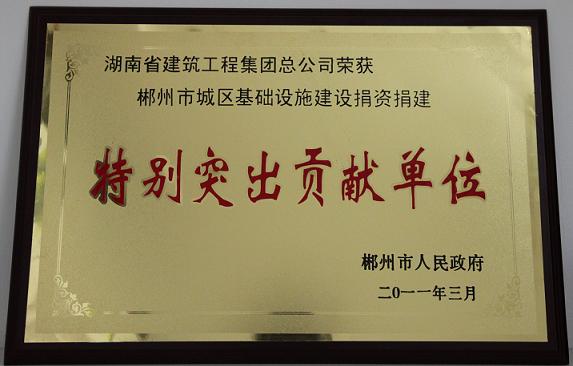 湖南省建筑工程集团总公司荣获
郴州市城区基础设施建设捐资捐建
特别突出贡献单位
郴州市人民政府
二0一一年三月